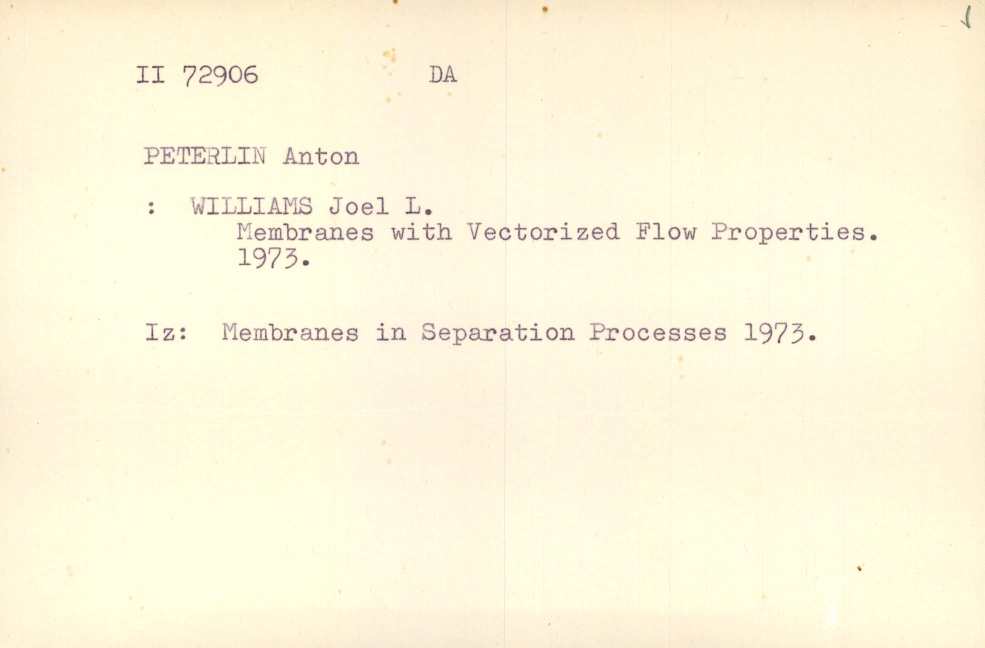 II 72906 DA
PETERLIN Anton
: WILLIAMS Joel L.
Membranes with Vectorized Flow Properties.
1973.
Iz: Membranes in Separation Processes 1973.